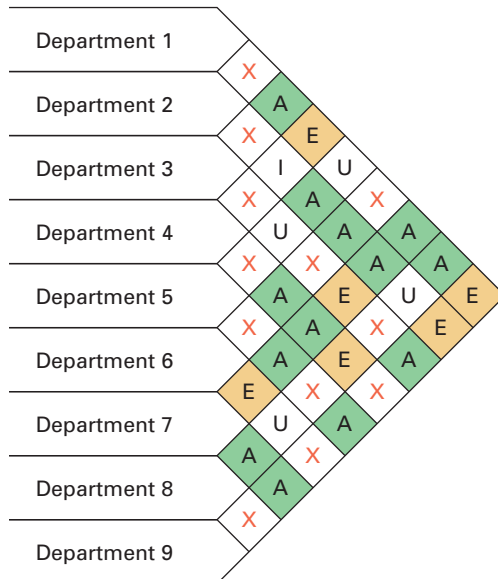 Department 1
X
Department 2 A
X E
Department 3 I U
X A X
Department 4 U A A
X X A A
Department 5 A E U E
X A X E
Department 6 A E A
E X X
Department 7 U A
A X
Department 8 A
X
Department 9